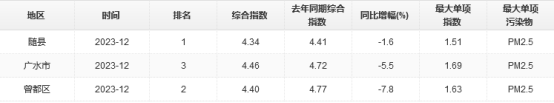 地区 时间 排名 综合指数 去年同期综合指数 同比增幅(%) 最大单项指数 最大单项污染物
随县 2023-12 1 4.34 4.41 -1.6 1.51 PM2.5
广水市 2023-12 3 4.46 4.72 -5.5 1.69 PM2.5
曾都区 2023-12 2 4.40 4.77 -7.8 1.63 PM2.5